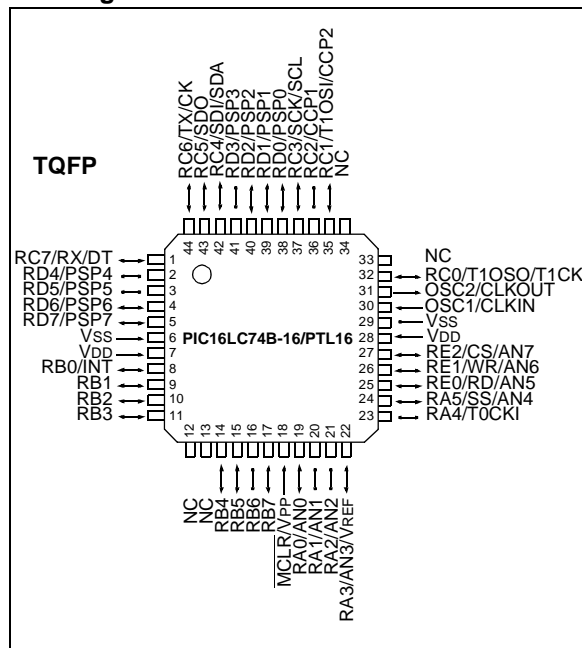 TQFP
RC6/TX/CK
RC5/SDO
RC4/SDI/SDA
RD3/PSP3
RD2/PSP2
RD1/PSP1
RD0/PSP0
RC3/SCK/SCL
RC2/CCP1
RC1/T1OSI/CCP2
NC
44 43 42 41 40 39 38 37 36 35 34
RC7/RX/DT 1
RD4/PSP4 2
RD5/PSP5 3
RD6/PSP6 4
RD7/PSP7 5
VSS 6
VDD 7
RB0/INT 8
RB1 9
RB2 10
RB3 11
PIC16LC74B-16/PTL16
33 NC
32 RC0/T1OSO/T1CK
31 OSC2/CLKOUT
30 OSC1/CLKIN
29 VSS
28 VDD
27 RE2/CS/AN7
26 RE1/WR/AN6
25 RE0/RD/AN5
24 RA5/SS/AN4
23 RA4/T0CKI
12 13 14 15 16 17 18 19 20 21 22
NC
NC
RB4
RB5
RB6
RB7
MCLR/VPP
RA0/AN0
RA1/AN1
RA2/AN2
RA3/AN3/VREF